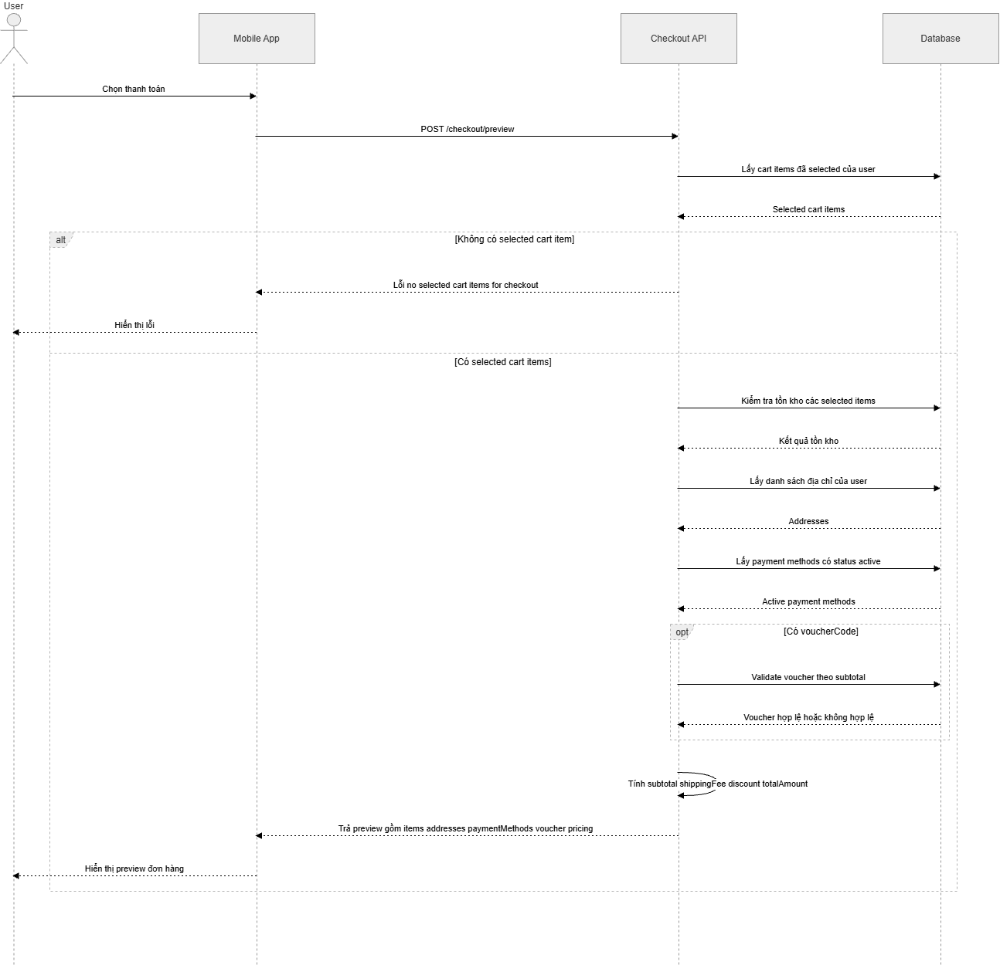 User
Mobile App
Checkout API
Database
Chọn thanh toán
POST /checkout/preview
Lấy cart items đã selected của user
Selected cart items
alt
[Không có selected cart item]
Lỗi no selected cart items for checkout
Hiển thị lỗi
[Có selected cart items]
Kiểm tra tồn kho các selected items
Kết quả tồn kho
Lấy danh sách địa chỉ của user
Addresses
Lấy payment methods có status active
Active payment methods
opt
[Có voucherCode]
Validate voucher theo subtotal
Voucher hợp lệ hoặc không hợp lệ
Tính subtotal shippingFee discount totalAmount
Trả preview gồm items addresses paymentMethods voucher pricing
Hiển thị preview đơn hàng